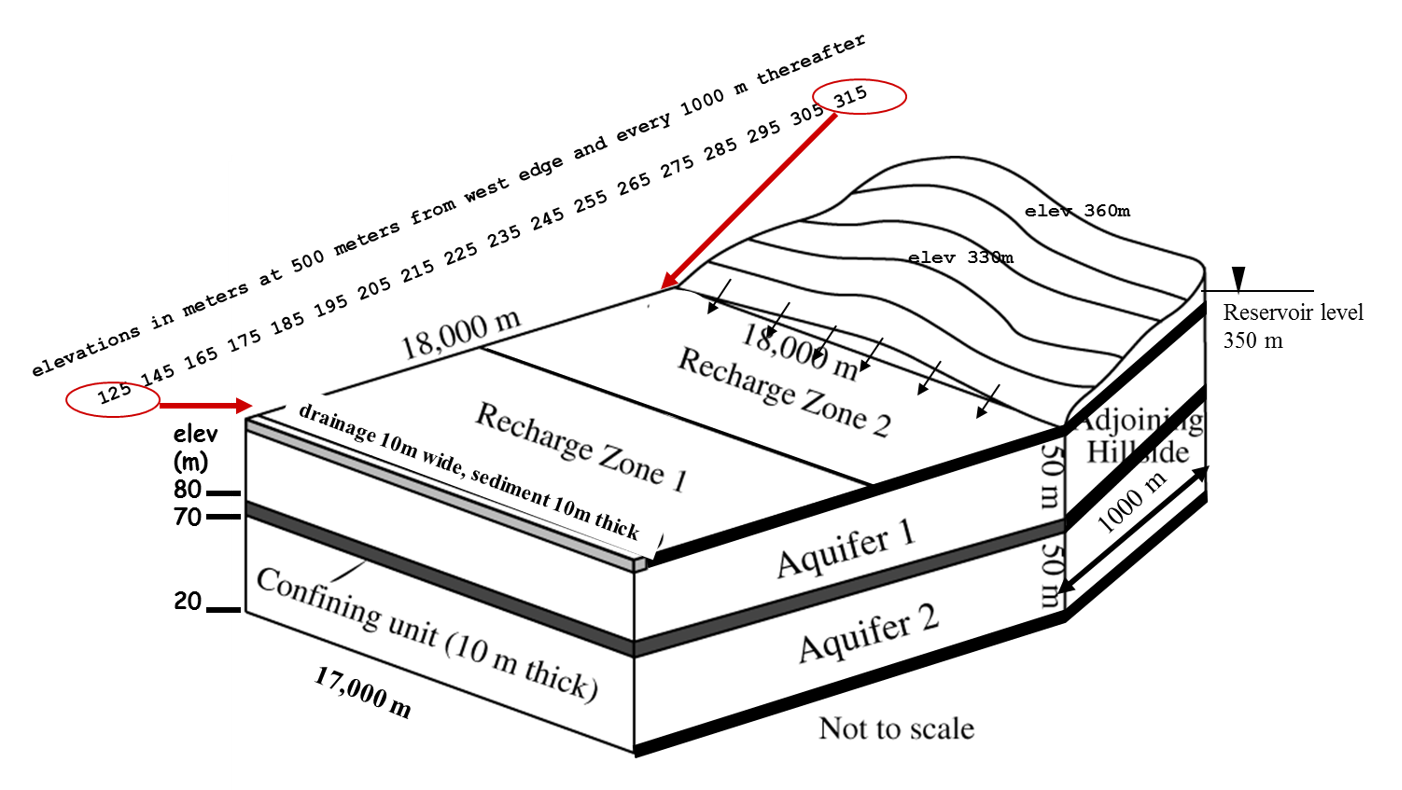 elevations in meters at 500 meters from west edge and every 1000 m thereafter
125 145 165 175 185 195 205 215 225 235 245 255 265 275 285 295 305 315
elev 360m
elev 330m
Reservoir level
350 m
18,000 m
18,000 m
Recharge Zone 2
Recharge Zone 1
drainage 10m wide, sediment 10m thick
elev
(m)
80
70
20
Adjoining
Hillside
50 m
50 m
1000 m
Aquifer 1
Aquifer 2
Confining unit (10 m thick)
17,000 m
Not to scale